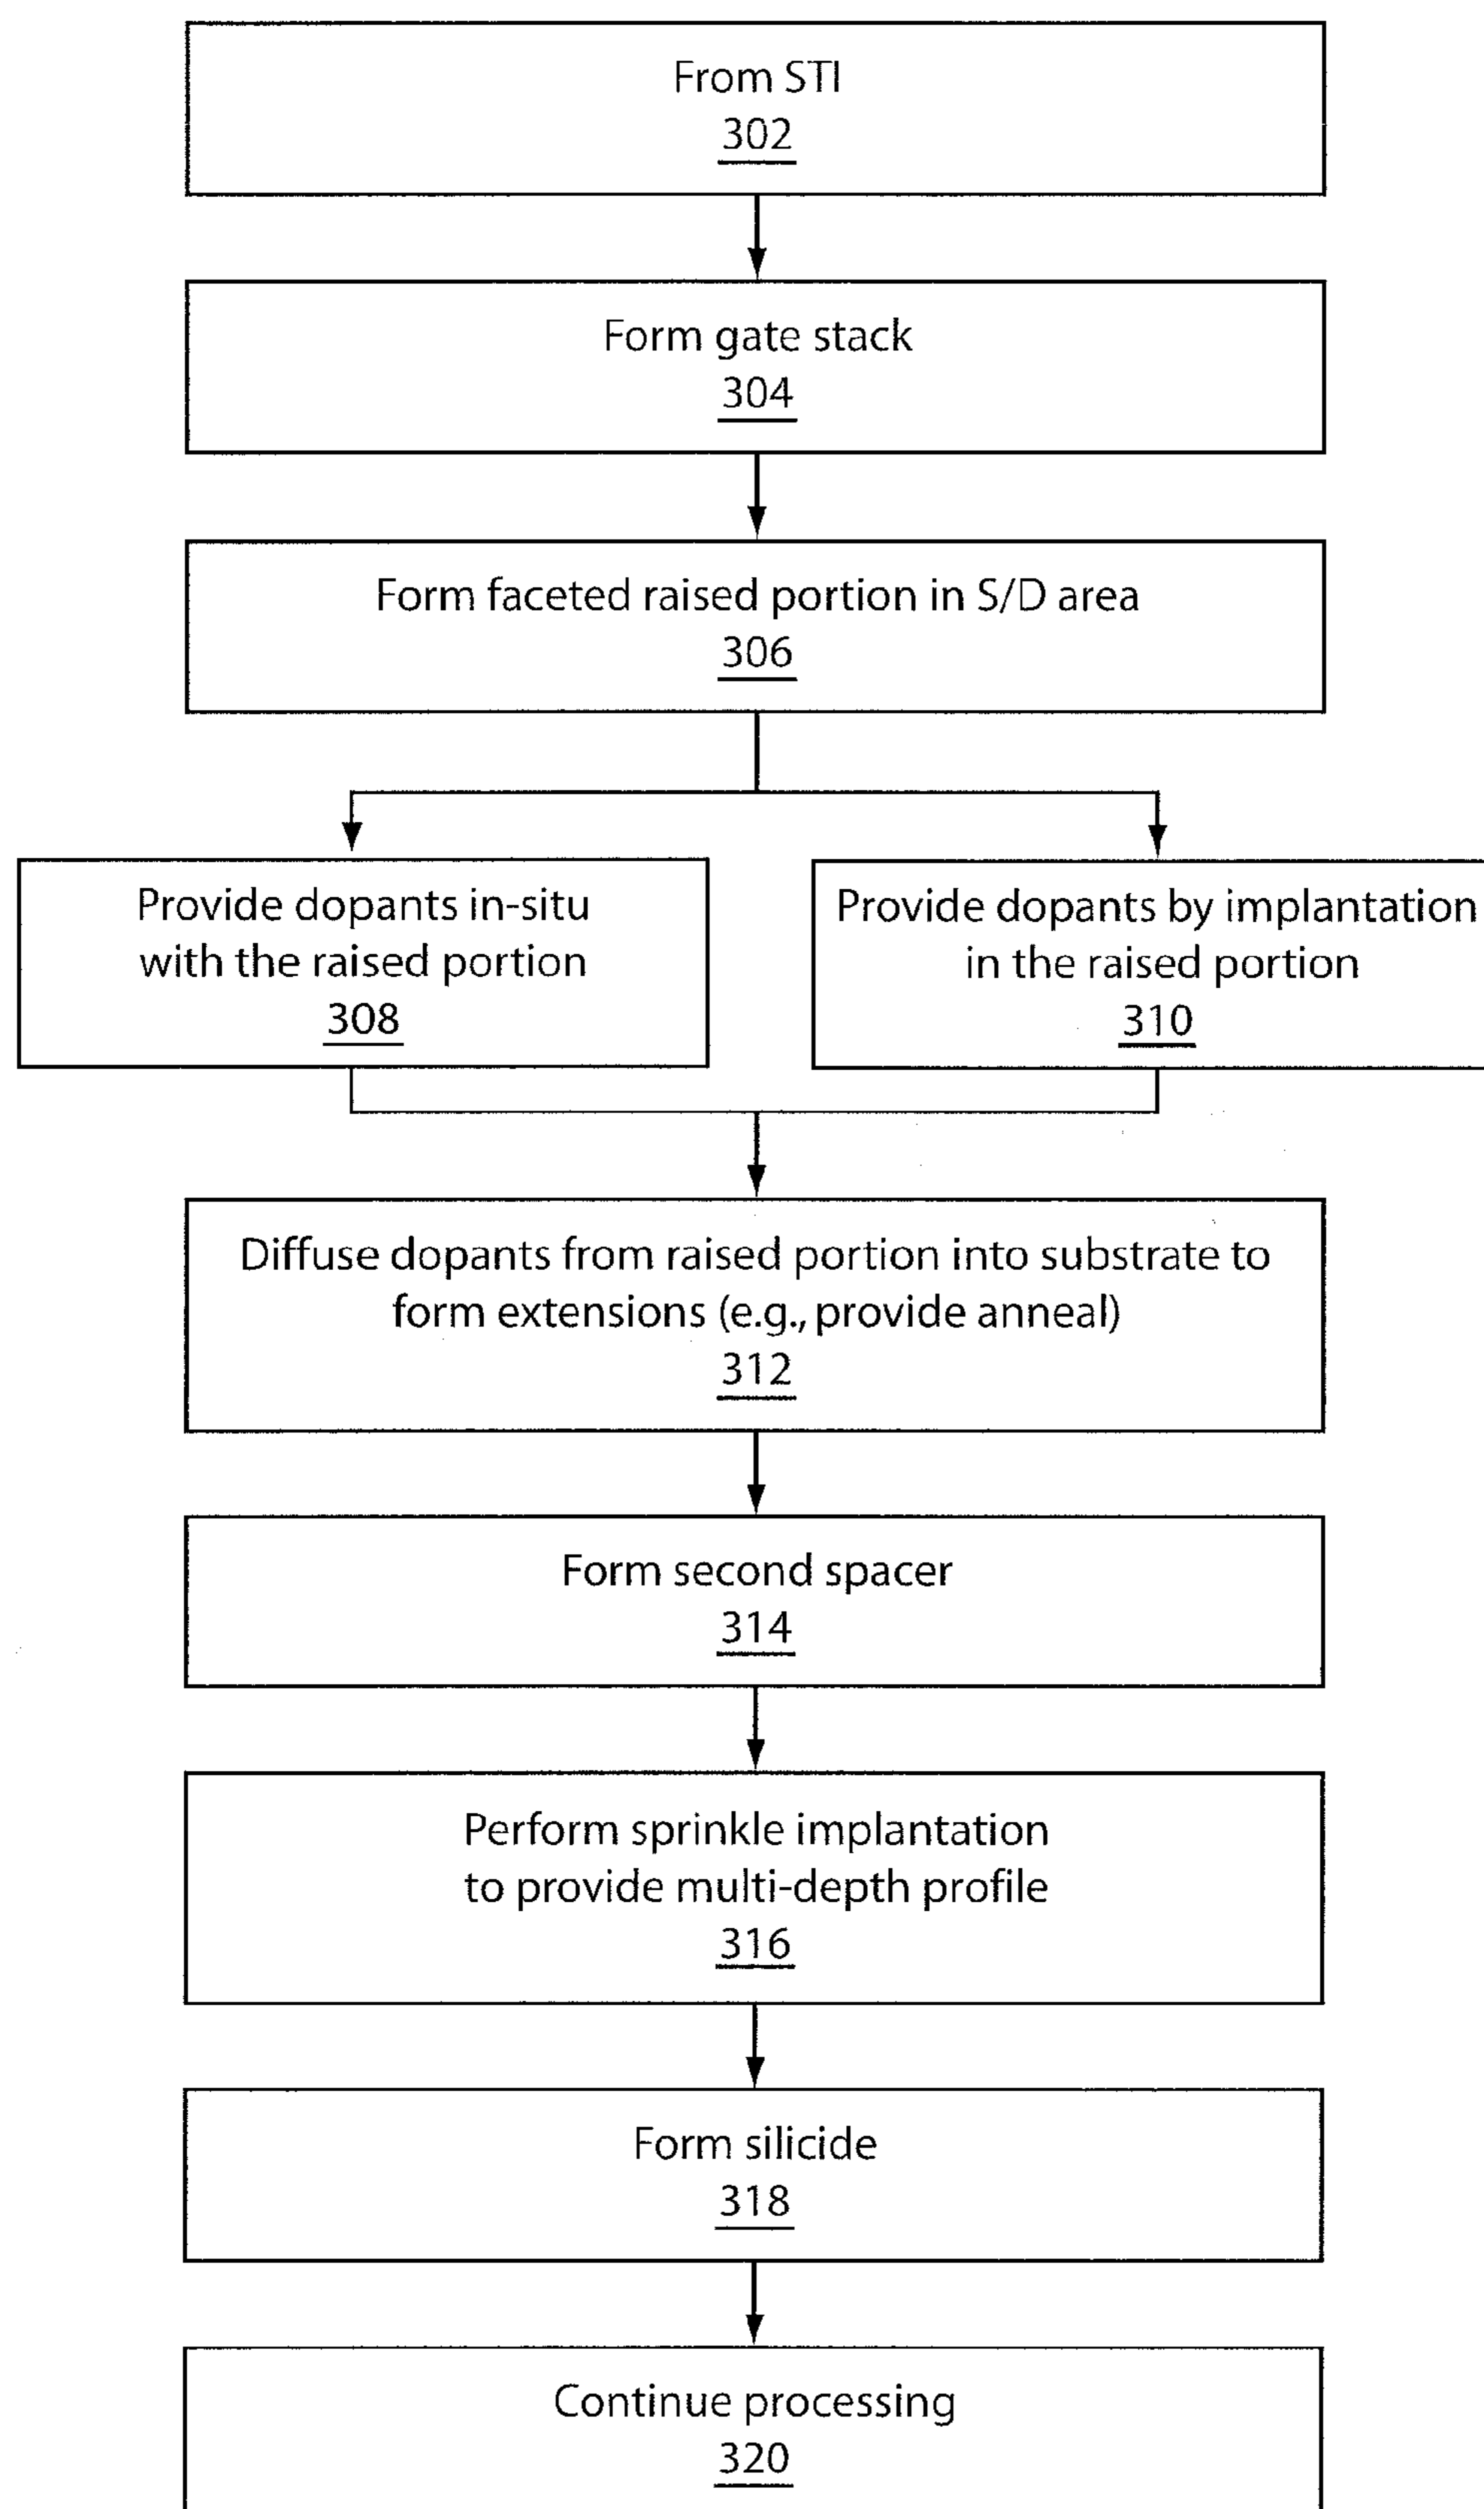 From STI
302
Form gate stack
304
Form faceted raised portion in S/D area
306
Provide dopants in-situ
with the raised portion
308
Provide dopants by implantation
in the raised portion
310
Diffuse dopants from raised portion into substrate to
form extensions (e.g., provide anneal)
312
Form second spacer
314
Perform sprinkle implantation
to provide multi-depth profile
316
Form silicide
318
Continue processing
320